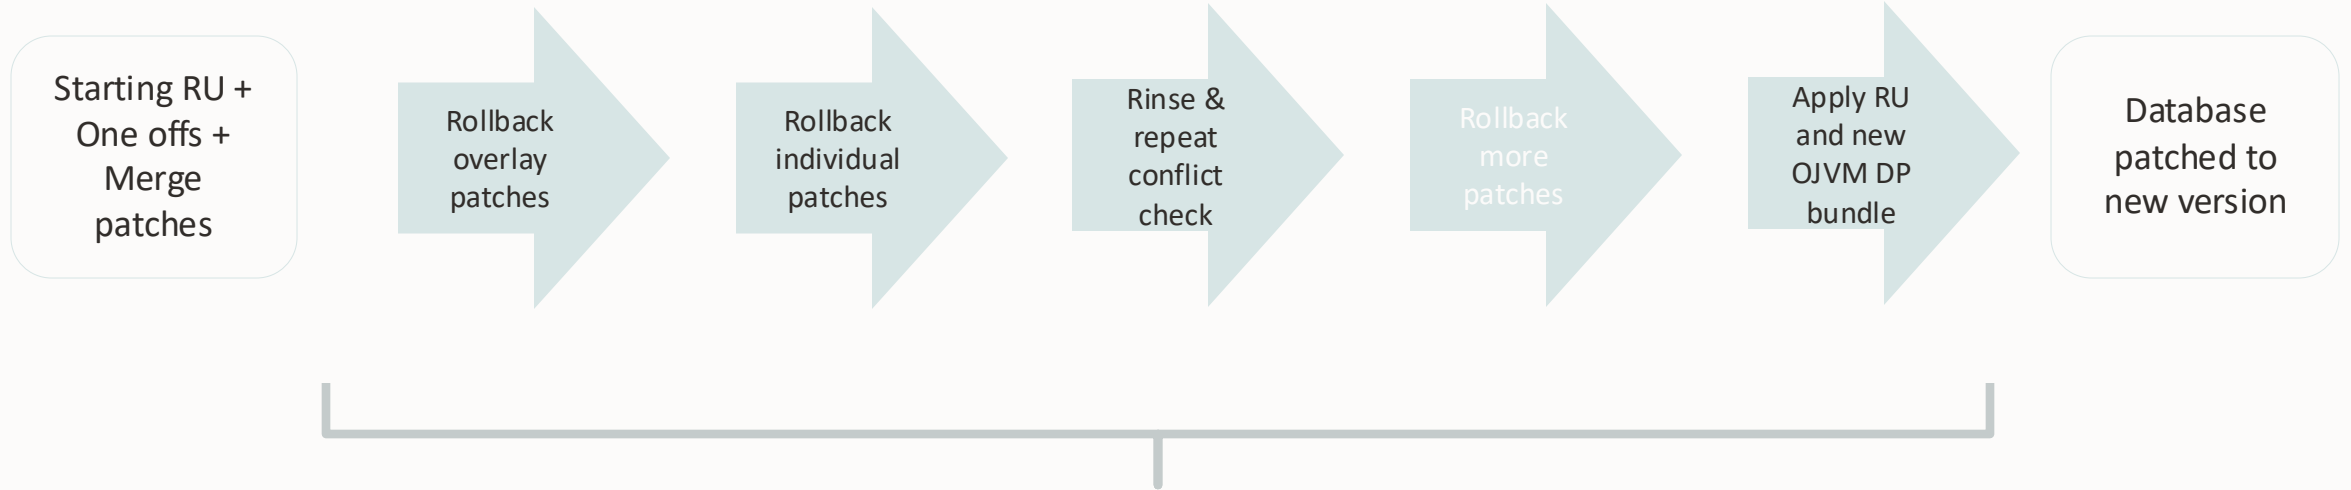 Starting RU +
One offs +
Merge
patches
Rollback
overlay
patches
Rollback
individual
patches
Rinse &
repeat
conflict
check
Rollback
more
patches
Apply RU
and new
OJVM DP
bundle
Database
patched to
new version